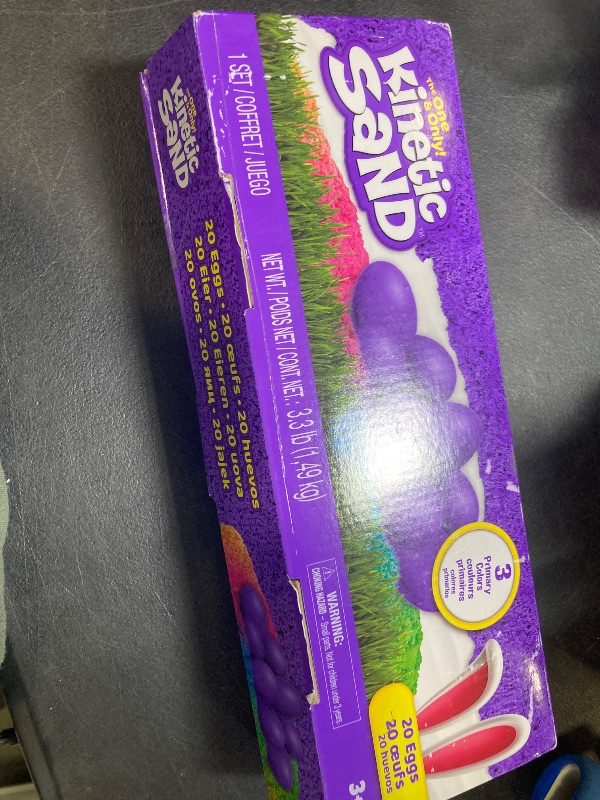 The One
& Only!
Kinetic
SAND
TM
3
Primary
Colors
couleurs
primaires
colores
primarios
20 Eggs
20 œufs
20 huevos
1 SET / COFFRET / JUEGO
NET WT. / POIDS NET / CONT. NET.: 3.3 lb (1,49 kg)
WARNING:
CHOKING HAZARD – Small parts. Not for children under 3 years.
3+
Kinetic
SAND
20 Eggs • 20 œufs • 20 huevos
20 Eier • 20 Eieren • 20 uova
20 ovos • 20 яиц • 20 jajek